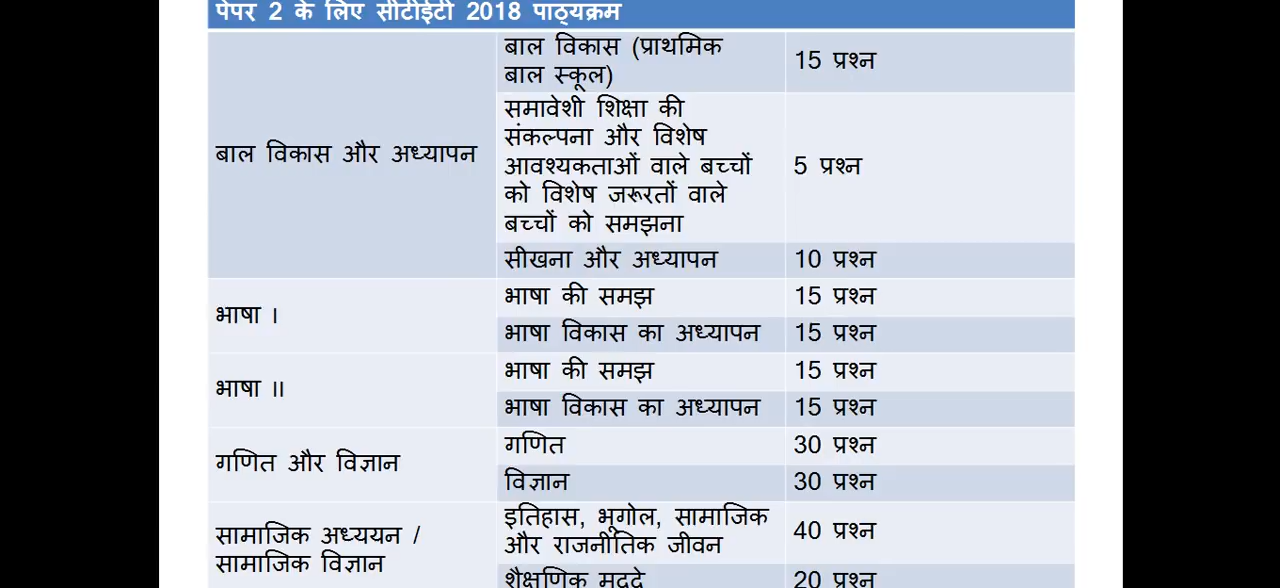 पेपर 2 के लिए सीटीईटी 2018 पाठ्यक्रम
बाल विकास और अध्यापन
बाल विकास (प्राथमिक
बाल स्कूल)
15 प्रश्न
समावेशी शिक्षा की
संकल्पना और विशेष
आवश्यकताओं वाले बच्चों
को विशेष जरूरतों वाले
बच्चों को समझना
5 प्रश्न
सीखना और अध्यापन
10 प्रश्न
भाषा I
भाषा की समझ
15 प्रश्न
भाषा विकास का अध्यापन
15 प्रश्न
भाषा II
भाषा की समझ
15 प्रश्न
भाषा विकास का अध्यापन
15 प्रश्न
गणित और विज्ञान
गणित
30 प्रश्न
विज्ञान
30 प्रश्न
सामाजिक अध्ययन /
सामाजिक विज्ञान
इतिहास, भूगोल, सामाजिक
और राजनीतिक जीवन
40 प्रश्न
शैक्षणिक मुद्दे
20 प्रश्न